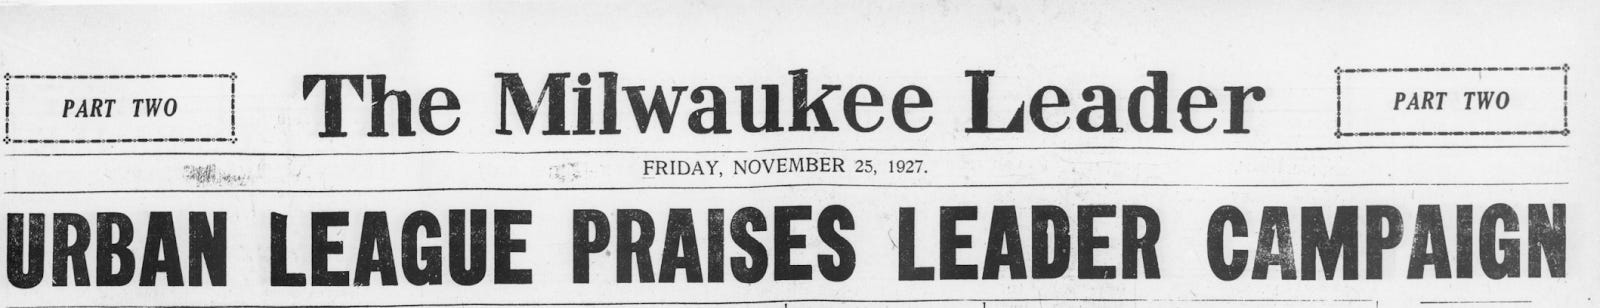 PART TWO
The Milwaukee Leader
PART TWO
FRIDAY, NOVEMBER 25, 1927.
URBAN LEAGUE PRAISES LEADER CAMPAIGN